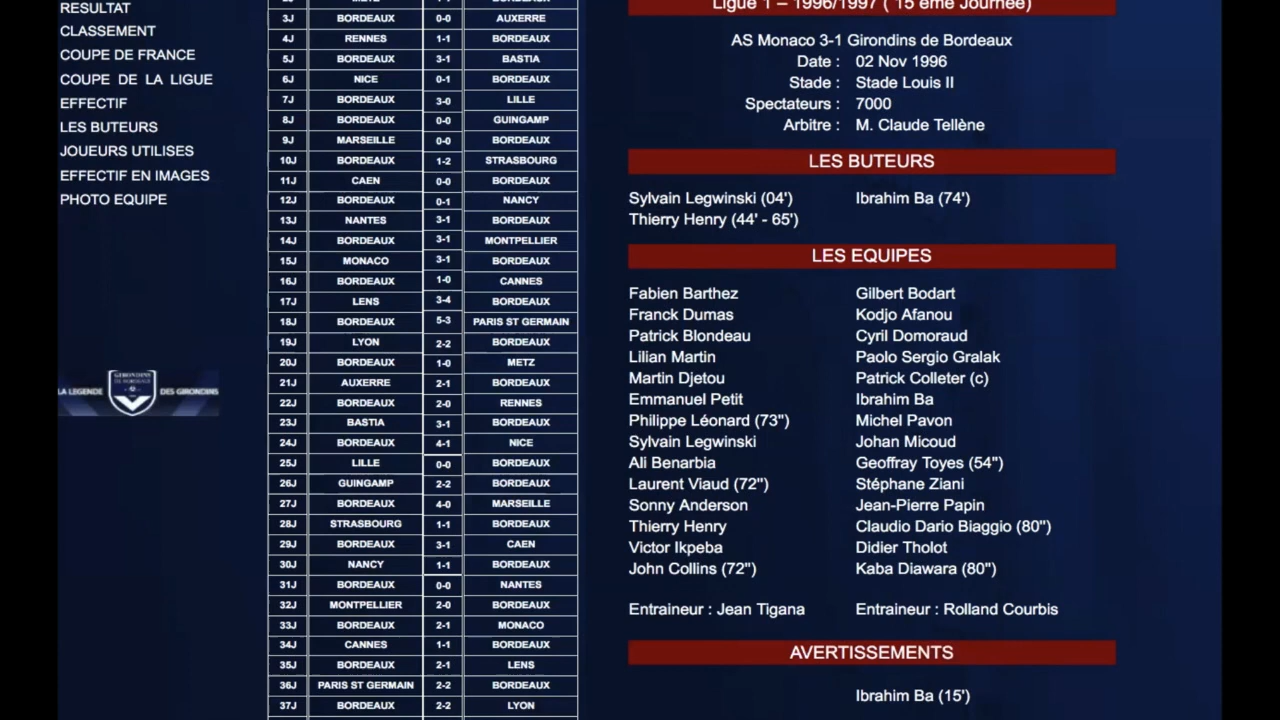 RESULTAT
CLASSEMENT
COUPE DE FRANCE
COUPE DE LA LIGUE
EFFECTIF
LES BUTEURS
JOUEURS UTILISES
EFFECTIF EN IMAGES
PHOTO EQUIPE
LA LEGENDE GIRONDINS DE BORDEAUX DES GIRONDINS
3J BORDEAUX 0-0 AUXERRE
4J RENNES 1-1 BORDEAUX
5J BORDEAUX 3-1 BASTIA
6J NICE 0-1 BORDEAUX
7J BORDEAUX 3-0 LILLE
8J BORDEAUX 0-0 GUINGAMP
9J MARSEILLE 0-0 BORDEAUX
10J BORDEAUX 1-2 STRASBOURG
11J CAEN 0-0 BORDEAUX
12J BORDEAUX 0-1 NANCY
13J NANTES 3-1 BORDEAUX
14J BORDEAUX 3-1 MONTPELLIER
15J MONACO 3-1 BORDEAUX
16J BORDEAUX 1-0 CANNES
17J LENS 3-4 BORDEAUX
18J BORDEAUX 5-3 PARIS ST GERMAIN
19J LYON 2-2 BORDEAUX
20J BORDEAUX 1-0 METZ
21J AUXERRE 2-1 BORDEAUX
22J BORDEAUX 2-0 RENNES
23J BASTIA 3-1 BORDEAUX
24J BORDEAUX 4-1 NICE
25J LILLE 0-0 BORDEAUX
26J GUINGAMP 2-2 BORDEAUX
27J BORDEAUX 4-0 MARSEILLE
28J STRASBOURG 1-1 BORDEAUX
29J BORDEAUX 3-1 CAEN
30J NANCY 1-1 BORDEAUX
31J BORDEAUX 0-0 NANTES
32J MONTPELLIER 2-0 BORDEAUX
33J BORDEAUX 2-1 MONACO
34J CANNES 1-1 BORDEAUX
35J BORDEAUX 2-1 LENS
36J PARIS ST GERMAIN 2-2 BORDEAUX
37J BORDEAUX 2-2 LYON
Ligue 1 – 1996/1997 ( 15 ème Journée)
AS Monaco 3-1 Girondins de Bordeaux
Date : 02 Nov 1996
Stade : Stade Louis II
Spectateurs : 7000
Arbitre : M. Claude Tellène
LES BUTEURS
Sylvain Legwinski (04') Ibrahim Ba (74')
Thierry Henry (44' - 65')
LES EQUIPES
Fabien Barthez Gilbert Bodart
Franck Dumas Kodjo Afanou
Patrick Blondeau Cyril Domoraud
Lilian Martin Paolo Sergio Gralak
Martin Djetou Patrick Colleter (c)
Emmanuel Petit Ibrahim Ba
Philippe Léonard (73'') Michel Pavon
Sylvain Legwinski Johan Micoud
Ali Benarbia Geoffray Toyes (54'')
Laurent Viaud (72'') Stéphane Ziani
Sonny Anderson Jean-Pierre Papin
Thierry Henry Claudio Dario Biaggio (80'')
Victor Ikpeba Didier Tholot
John Collins (72'') Kaba Diawara (80'')
Entraineur : Jean Tigana Entraineur : Rolland Courbis
AVERTISSEMENTS
Ibrahim Ba (15')